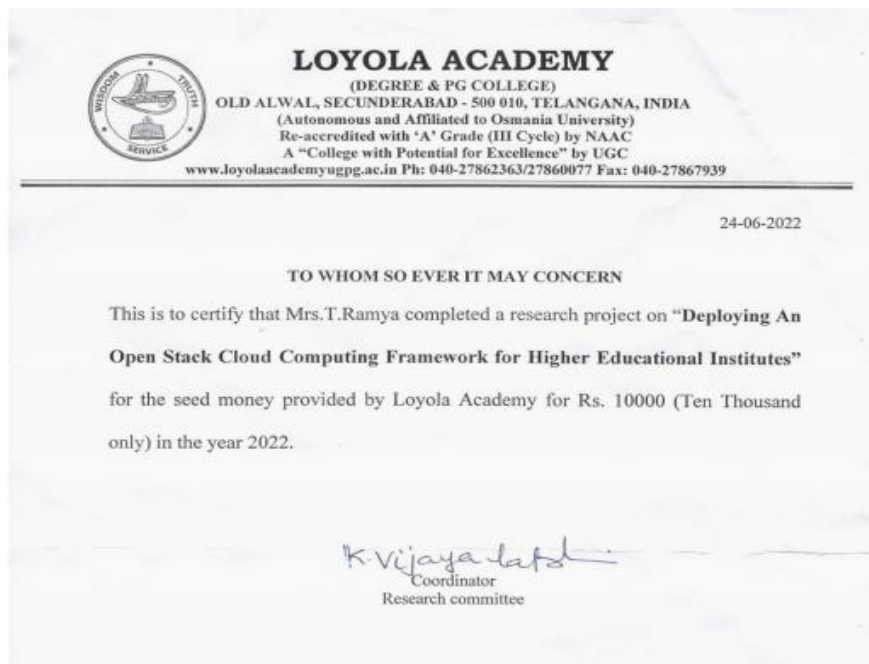 WISDOM
TRUTH
SERVICE
LOYOLA ACADEMY
(DEGREE & PG COLLEGE)
OLD ALWAL, SECUNDERABAD - 500 010, TELANGANA, INDIA
(Autonomous and Affiliated to Osmania University)
Re-accredited with ‘A’ Grade (III Cycle) by NAAC
A “College with Potential for Excellence” by UGC
www.loyolaacademyugpg.ac.in Ph: 040-27862363/27860077 Fax: 040-27867939
24-06-2022
TO WHOM SO EVER IT MAY CONCERN
This is to certify that Mrs.T.Ramya completed a research project on “Deploying An
Open Stack Cloud Computing Framework for Higher Educational Institutes”
for the seed money provided by Loyola Academy for Rs. 10000 (Ten Thousand
only) in the year 2022.
K. Vijaya
Coordinator
Research committee